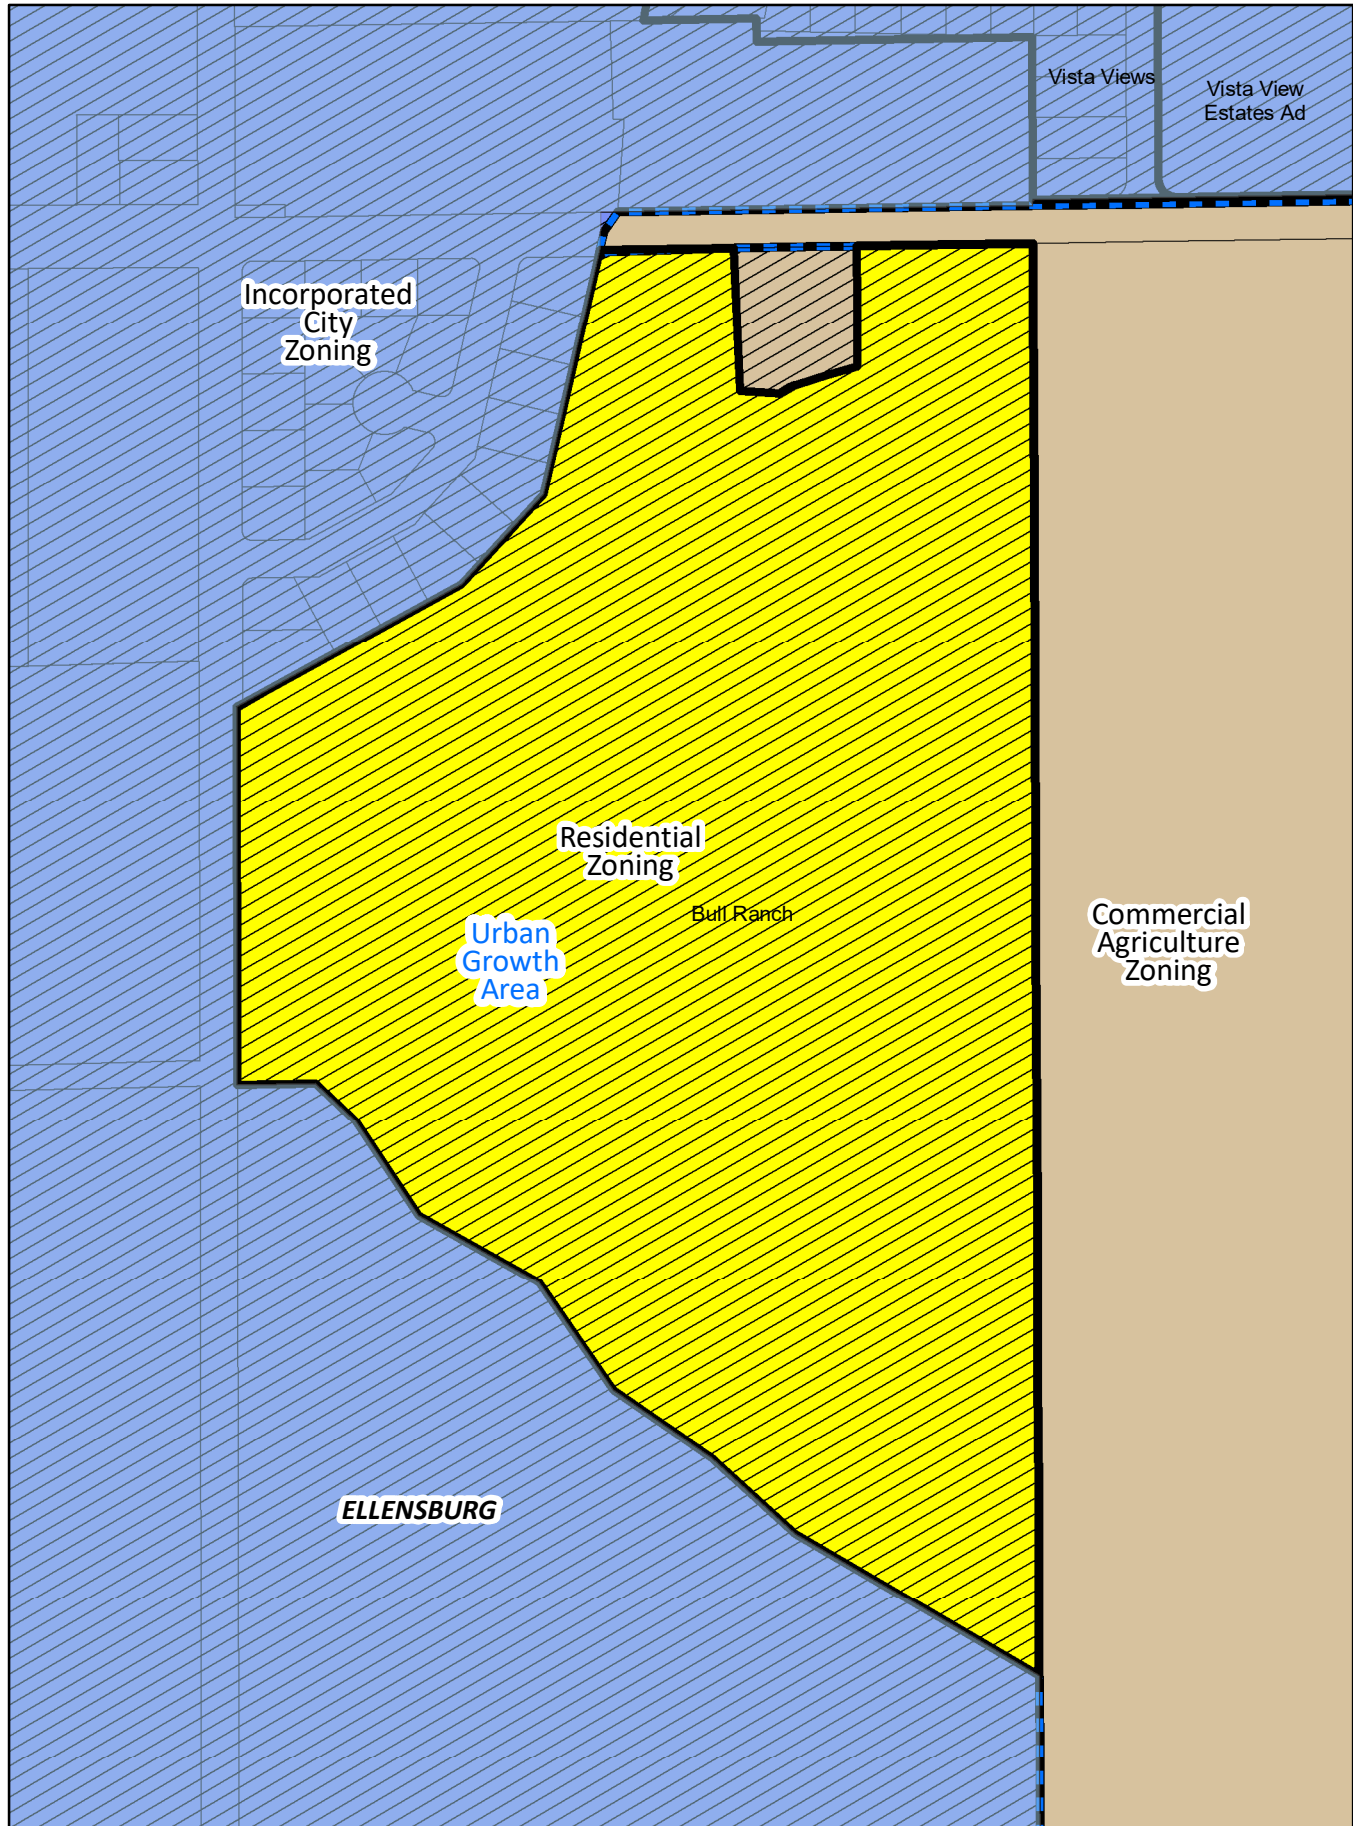 Vista Views
Vista View
Estates Ad
Incorporated
City
Zoning
Residential
Zoning
Bull Ranch
Urban
Growth
Area
Commercial
Agriculture
Zoning
ELLENSBURG